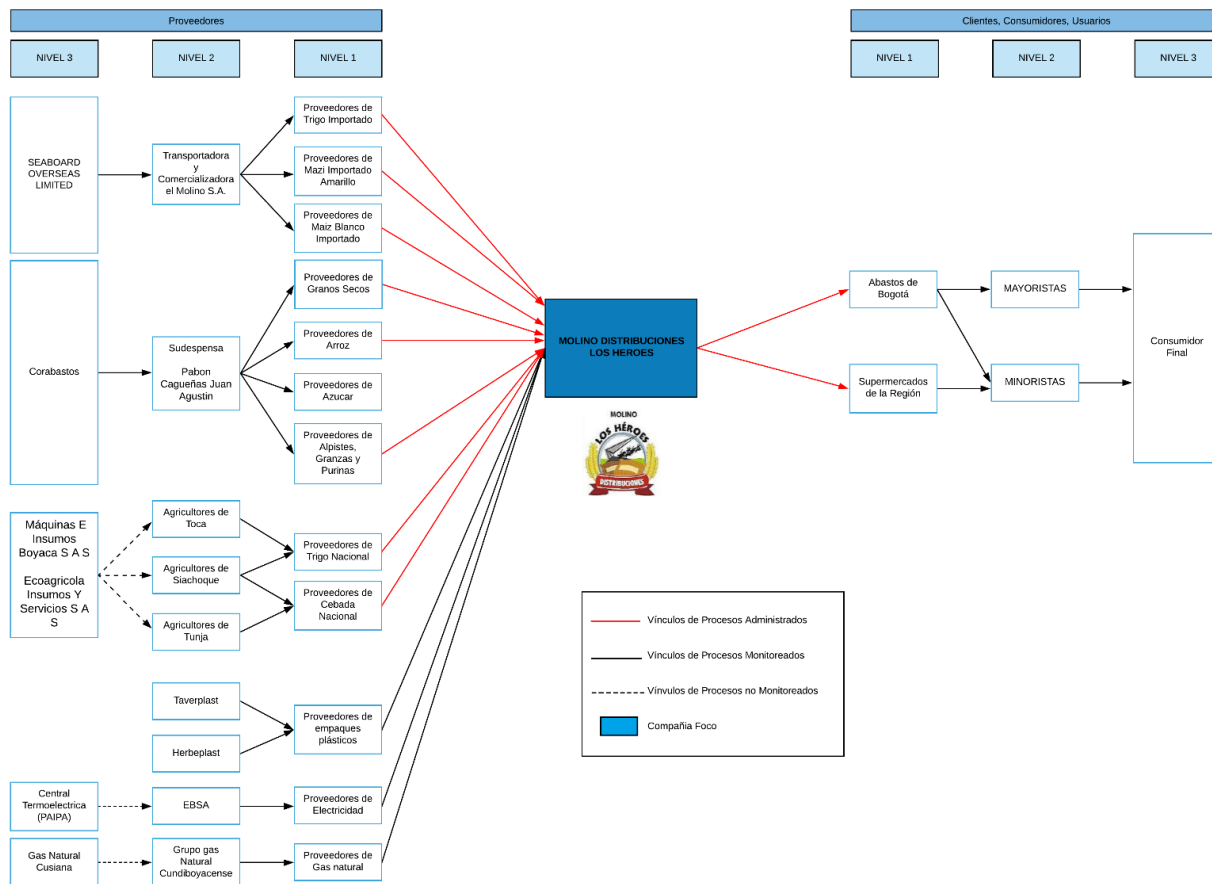 Proveedores
Clientes, Consumidores, Usuarios
NIVEL 3
NIVEL 2
NIVEL 1
NIVEL 1
NIVEL 2
NIVEL 3
SEABOARD
OVERSEAS
LIMITED
Transportadora
y
Comercializadora
el Molino S.A.
Proveedores de
Trigo Importado
Proveedores de
Mazi Importado
Amarillo
Proveedores de
Maiz Blanco
Importado
Corabastos
Sudespensa
Pabon
Cagueñas Juan
Agustin
Proveedores de
Granos Secos
Proveedores de
Arroz
Proveedores de
Azucar
Proveedores de
Alpistes,
Granzas y
Purinas
Máquinas E
Insumos
Boyaca S A S
Ecoagricola
Insumos Y
Servicios S A
S
Agricultores de
Toca
Agricultores de
Siachoque
Agricultores de
Tunja
Proveedores de
Trigo Nacional
Proveedores de
Cebada
Nacional
Taverplast
Herbeplast
Proveedores de
empaques
plásticos
Central
Termoelectrica
(PAIPA)
EBSA
Proveedores de
Electricidad
Gas Natural
Cusiana
Grupo gas
Natural
Cundiboyacense
Proveedores de
Gas natural
MOLINO DISTRIBUCIONES
LOS HEROES
MOLINO
LOS HÉROES
DISTRIBUCIONES
Abastos de
Bogotá
Supermercados
de la Región
MAYORISTAS
MINORISTAS
Consumidor
Final
Vínculos de Procesos Administrados
Vínculos de Procesos Monitoreados
Vínvulos de Procesos no Monitoreados
Compañia Foco